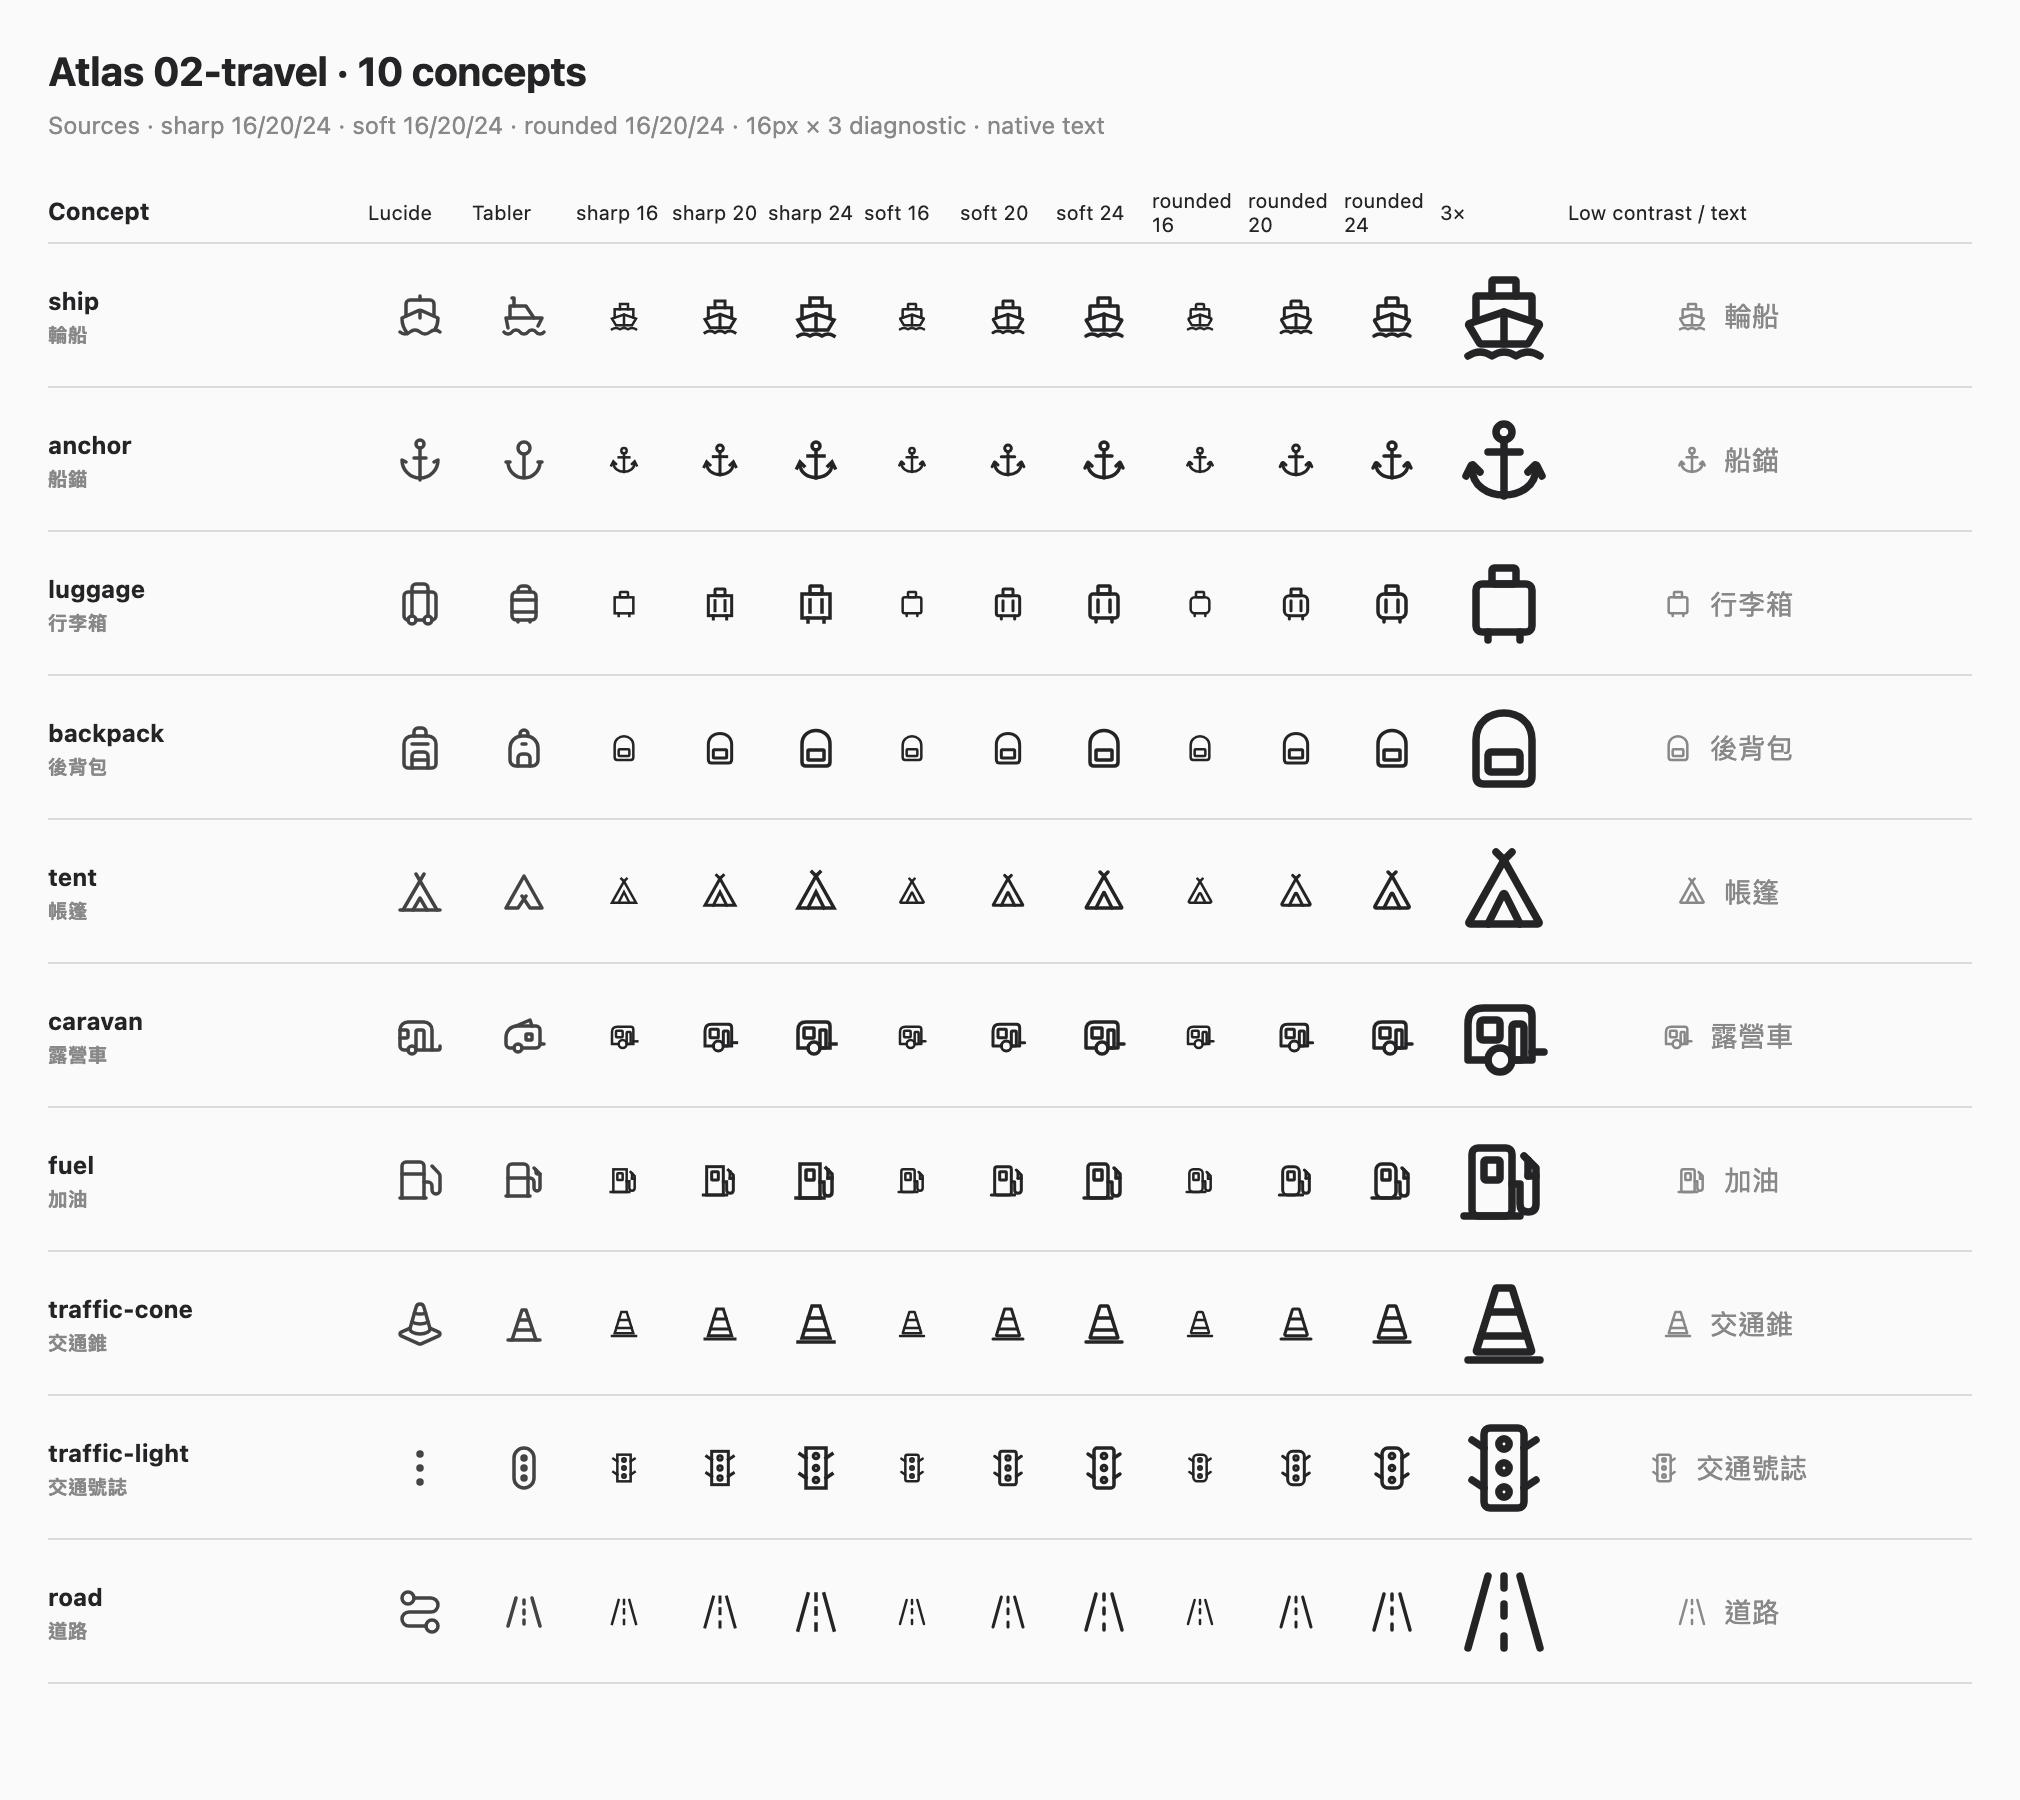 Atlas 02-travel · 10 concepts
Sources · sharp 16/20/24 · soft 16/20/24 · rounded 16/20/24 · 16px × 3 diagnostic · native text
Concept Lucide Tabler sharp 16 sharp 20 sharp 24 soft 16 soft 20 soft 24 rounded 16 rounded 20 rounded 24 3× Low contrast / text
ship
輪船 輪船
anchor
船錨 船錨
luggage
行李箱 行李箱
backpack
後背包 後背包
tent
帳篷 帳篷
caravan
露營車 露營車
fuel
加油 加油
traffic-cone
交通錐 交通錐
traffic-light
交通號誌 交通號誌
road
道路 道路